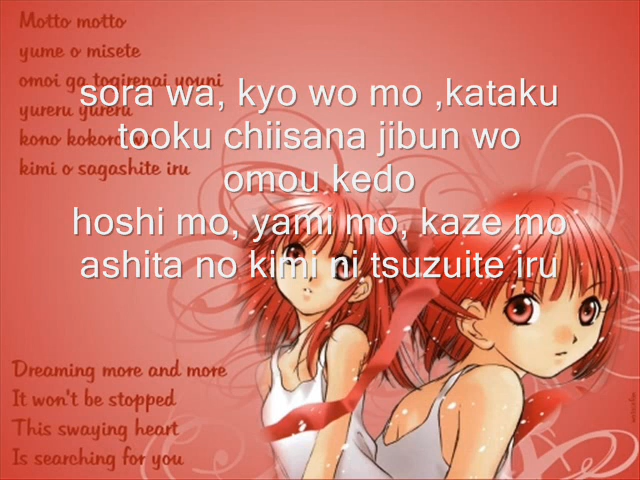 Motto motto
yume o misete
omoi ga togirenai youni
yureru yureru
kono kokoro
kimi o sagashite iru
sora wa, kyo wo mo ,kataku
tooku chiisana jibun wo
omou kedo
hoshi mo, yami mo, kaze mo
ashita no kimi ni tsuzuite iru
Dreaming more and more
It won't be stopped
This swaying heart
Is searching for you